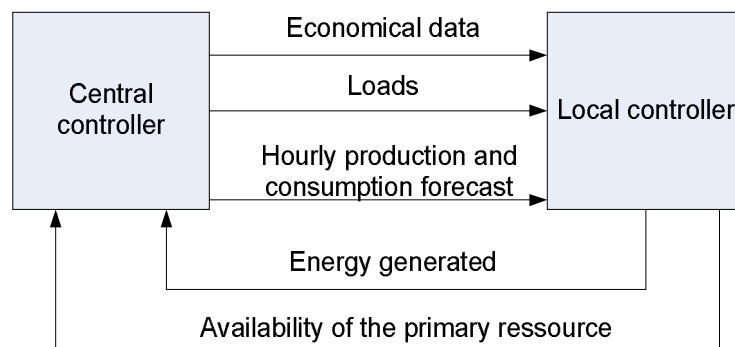 Economical data
Central
controller
Loads
Local controller
Hourly production and
consumption forecast
Energy generated
Availability of the primary ressource